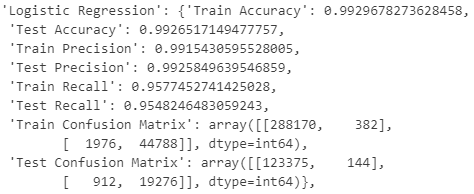 'Logistic Regression': {'Train Accuracy': 0.9929678273628458,
'Test Accuracy': 0.9926517149477757,
'Train Precision': 0.9915430595528005,
'Test Precision': 0.9925849639546859,
'Train Recall': 0.9577452741425028,
'Test Recall': 0.9548246483059243,
'Train Confusion Matrix': array([[288170,    382],
[  1976,  44788]], dtype=int64),
'Test Confusion Matrix': array([[123375,    144],
[   912,  19276]], dtype=int64)},